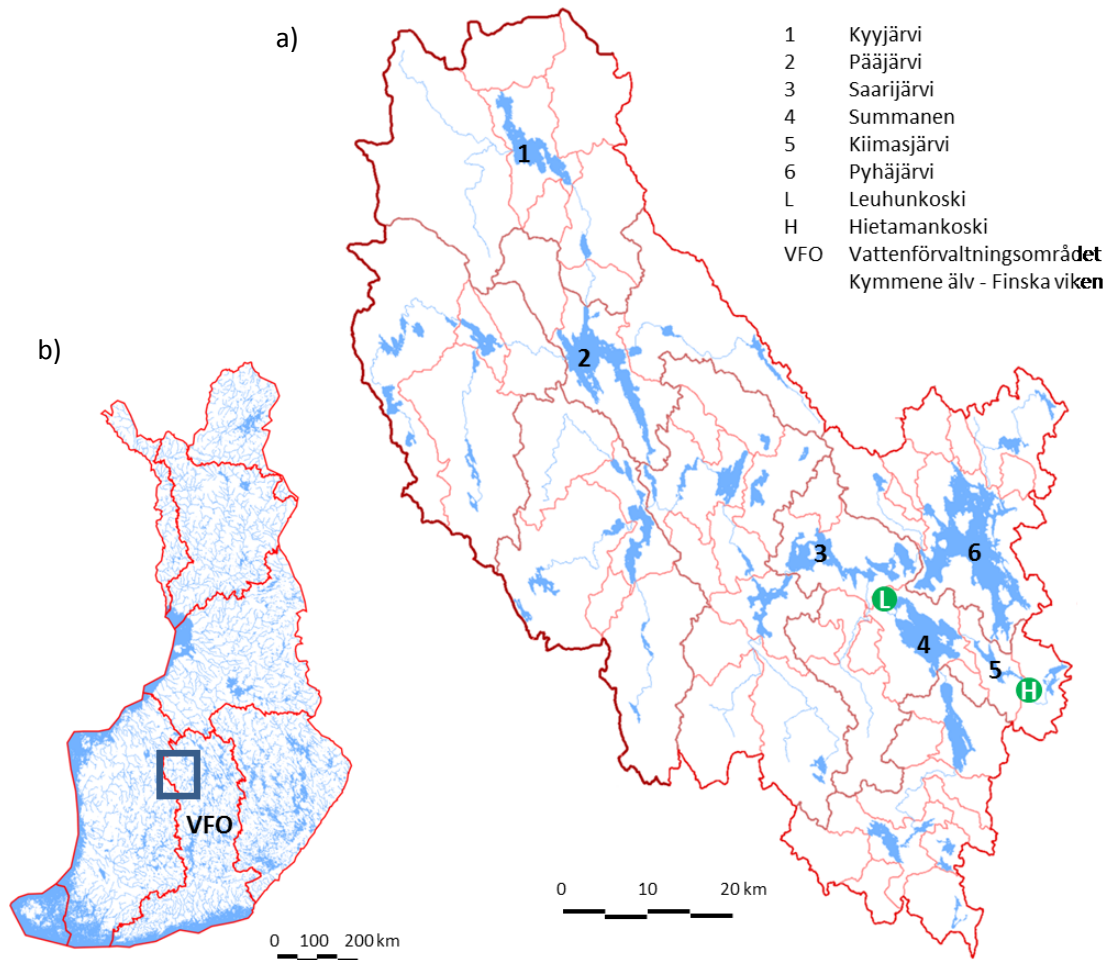 a)
1 Kyyjärvi
2 Pääjärvi
3 Saarijärvi
4 Summanen
5 Kiimasjärvi
6 Pyhäjärvi
L Leuhunkoski
H Hietamankoski
VFO Vattenförvaltningsområdet
Kymmene älv - Finska viken
1
2
3
6
L
4
5
H
0 10 20 km
b)
VFO
0 100 200 km